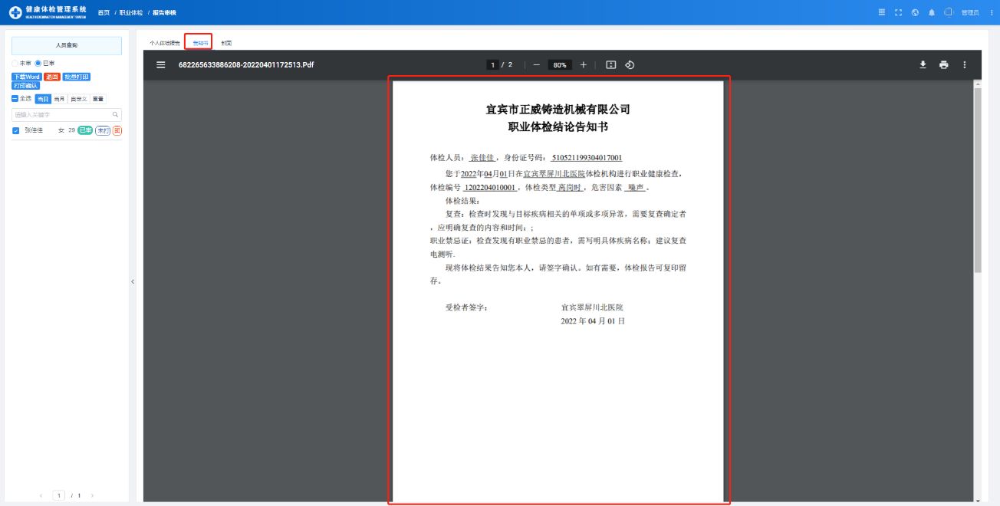 健康体检管理系统
HEALTH EXAMINATION MANAGEMENT SYSTEM
首页 / 职业体检 / 报告审核
管理员
人员查询
未审 已审
下载Word 退回 批量打印
打印确认
全选 当日 当月 自定义 重置
请输入关键字
张佳佳 女 29 已审 未打
1 / 1
个人体检报告 告知书 封面
682265633886208-20220401172513.Pdf
1 / 2
80%
宜宾市正威铸造机械有限公司
职业体检结论告知书
体检人员：张佳佳，身份证号码：510521199304017001
您于2022年04月01日在宜宾翠屏川北医院体检机构进行职业健康检查，
体检编号 1202204010001，体检类型 离岗时，危害因素 噪声。
体检结果：
复查：检查时发现与目标疾病相关的单项或多项异常，需要复查确定者
，应明确复查的内容和时间：;
职业禁忌证：检查发现有职业禁忌的患者，需写明具体疾病名称：建议复查
电测听.
现将体检结果告知您本人，请签字确认。如有需要，体检报告可复印留
存。
受检者签字：
宜宾翠屏川北医院
2022 年 04 月 01 日